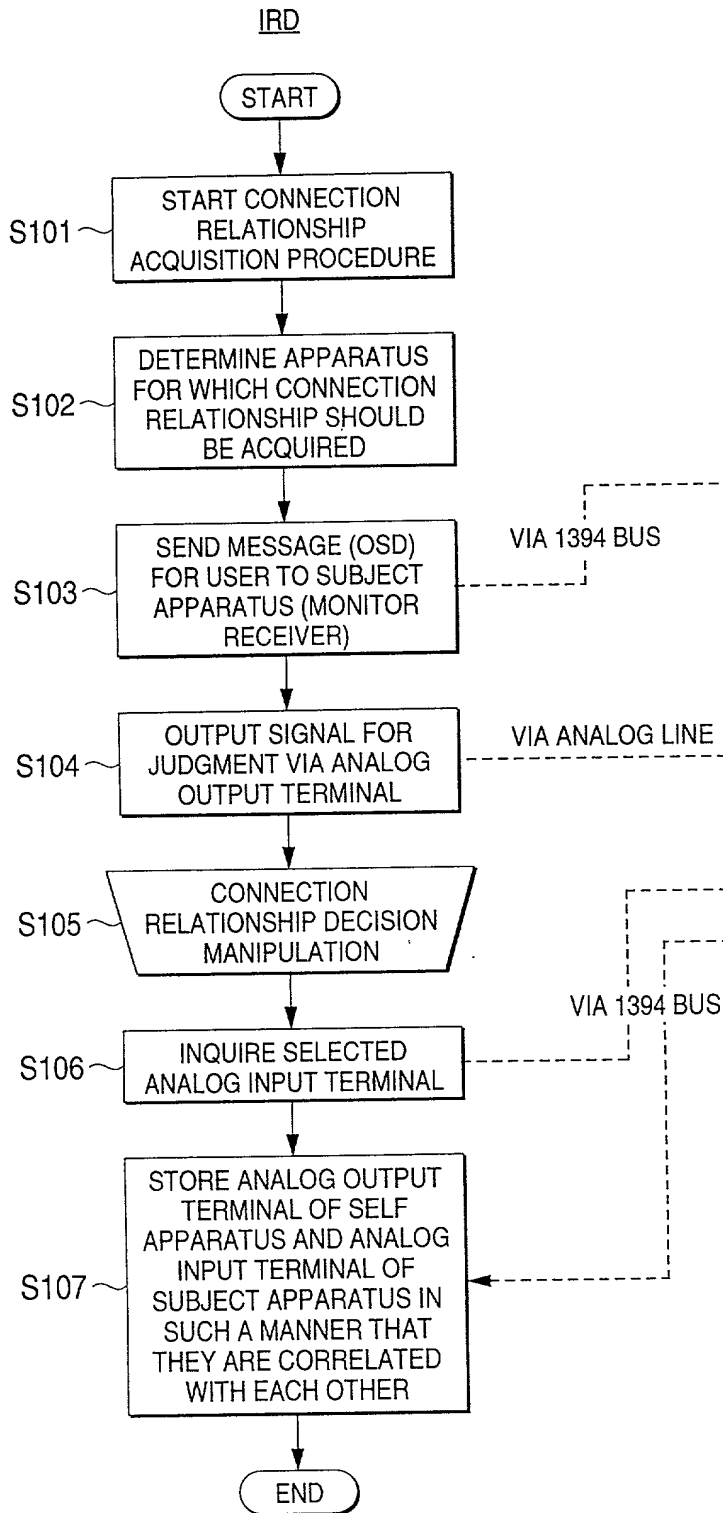 IRD
START
S101
START CONNECTION
RELATIONSHIP
ACQUISITION PROCEDURE
S102
DETERMINE APPARATUS
FOR WHICH CONNECTION
RELATIONSHIP SHOULD
BE ACQUIRED
S103
SEND MESSAGE (OSD)
FOR USER TO SUBJECT
APPARATUS (MONITOR
RECEIVER)
VIA 1394 BUS
S104
OUTPUT SIGNAL FOR
JUDGMENT VIA ANALOG
OUTPUT TERMINAL
VIA ANALOG LINE
S105
CONNECTION
RELATIONSHIP DECISION
MANIPULATION
S106
INQUIRE SELECTED
ANALOG INPUT TERMINAL
VIA 1394 BUS
S107
STORE ANALOG OUTPUT
TERMINAL OF SELF
APPARATUS AND ANALOG
INPUT TERMINAL OF
SUBJECT APPARATUS IN
SUCH A MANNER THAT
THEY ARE CORRELATED
WITH EACH OTHER
END